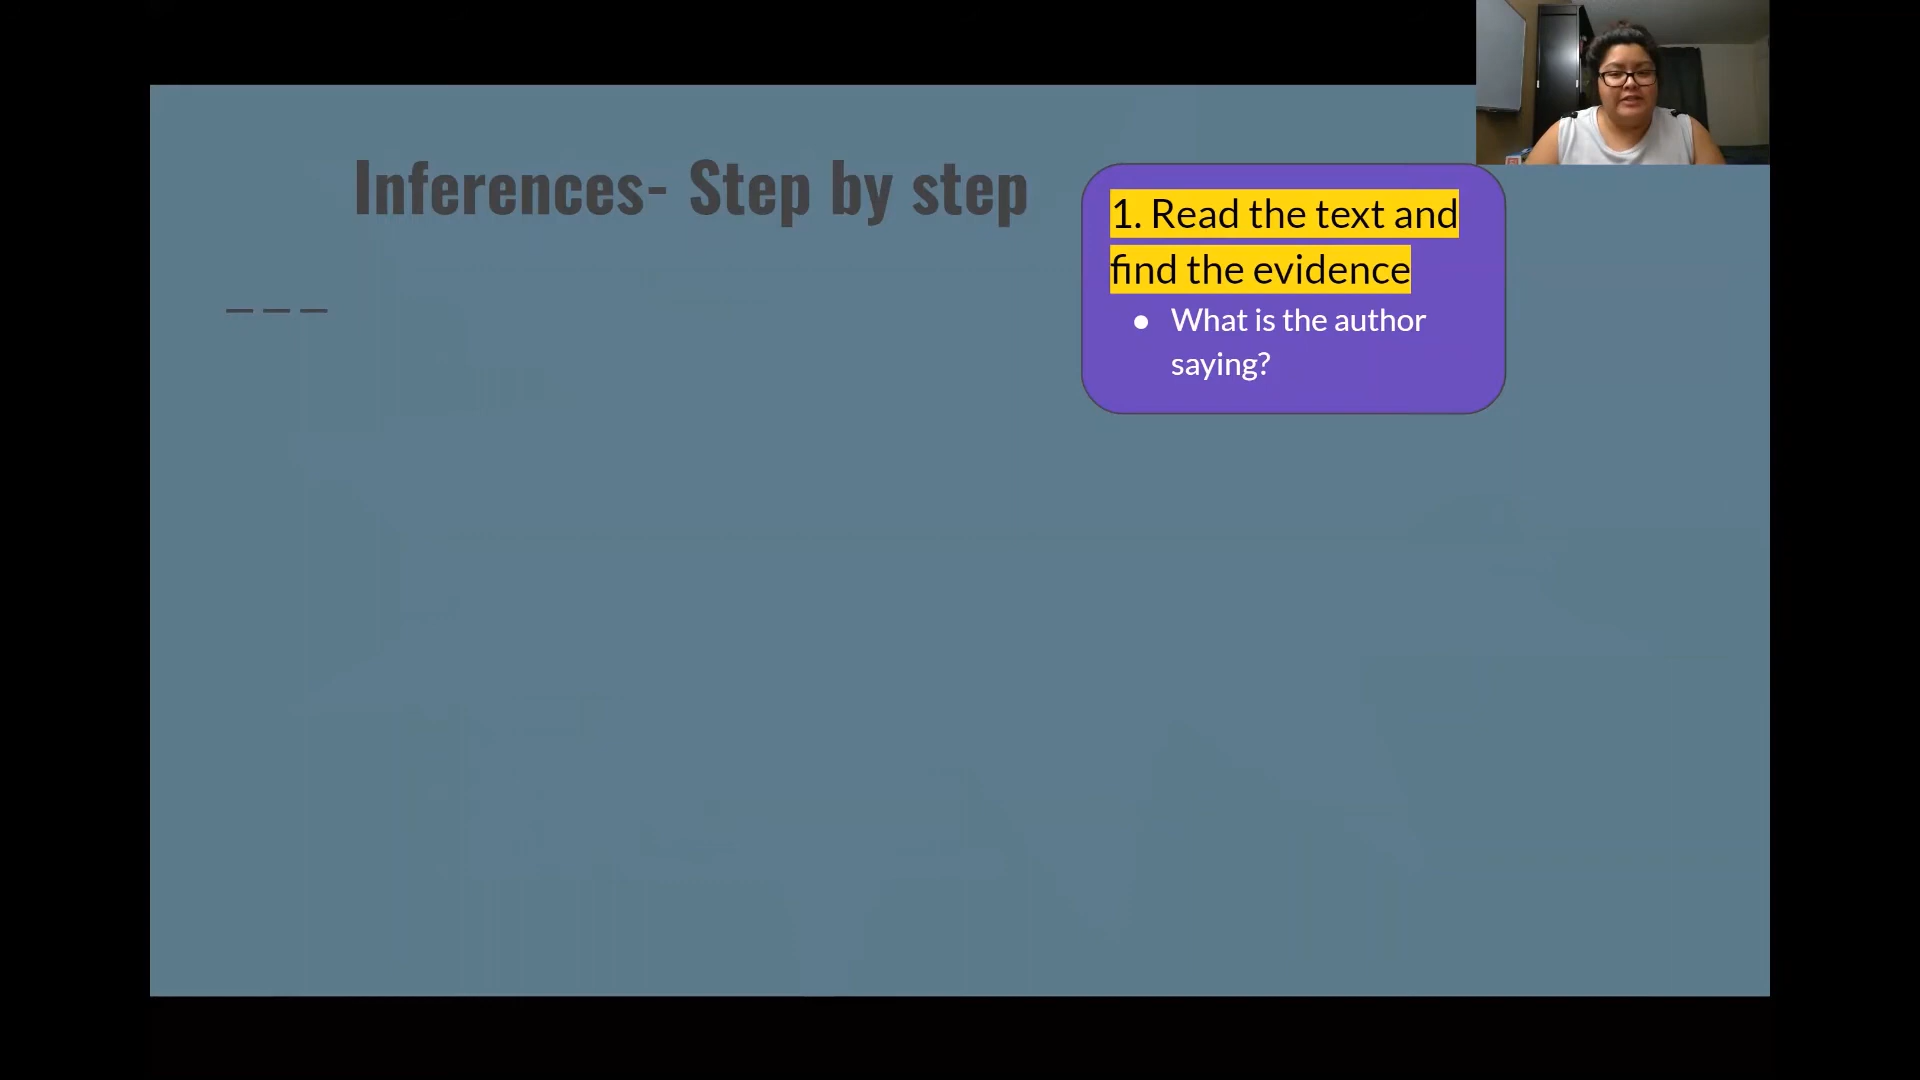 Inferences- Step by step
1. Read the text and
find the evidence
● What is the author
saying?